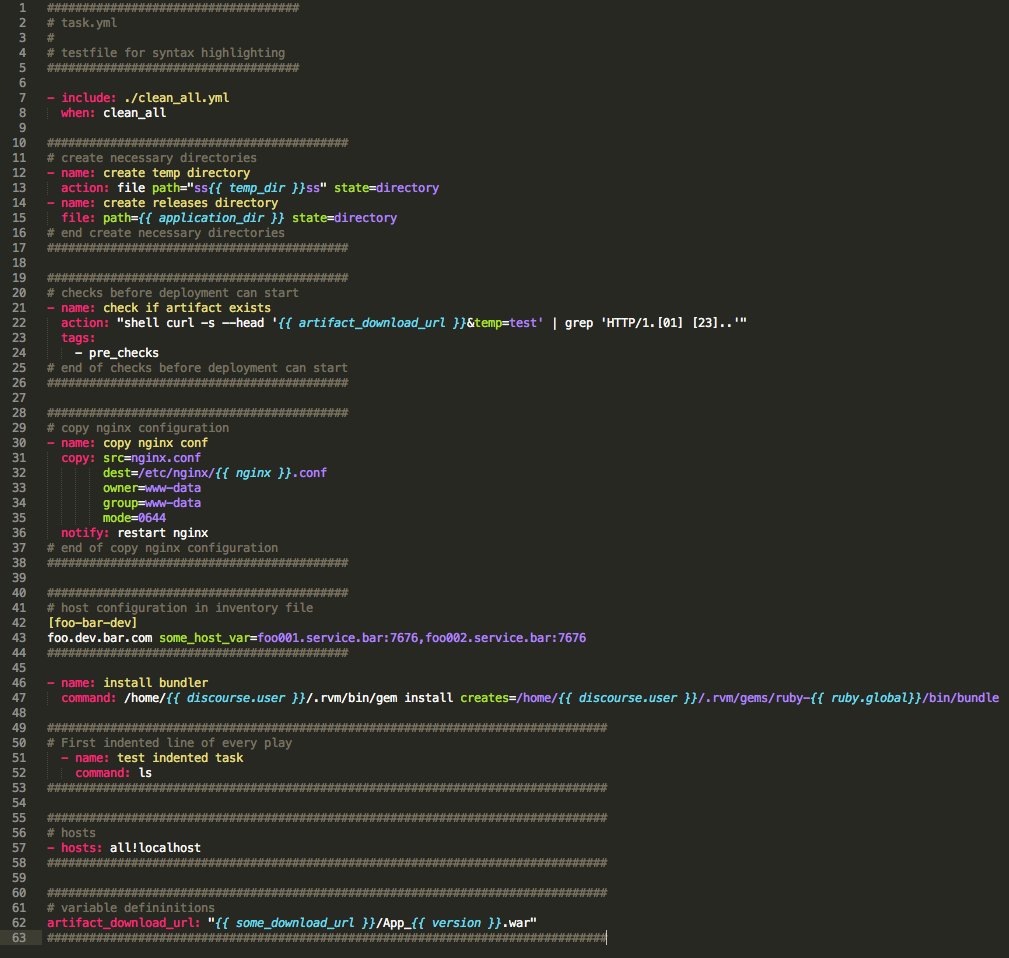 1 ####################################
2 # task.yml
3 #
4 # testfile for syntax highlighting
5 ####################################
6
7 - include: ./clean_all.yml
8   when: clean_all
9
10 ###########################################
11 # create necessary directories
12 - name: create temp directory
13   action: file path="ss{{ temp_dir }}ss" state=directory
14 - name: create releases directory
15   file: path={{ application_dir }} state=directory
16 # end create necessary directories
17 ###########################################
18
19 ###########################################
20 # checks before deployment can start
21 - name: check if artifact exists
22   action: "shell curl -s --head '{{ artifact_download_url }}&temp=test' | grep 'HTTP/1.[01] [23]..'"
23   tags:
24     - pre_checks
25 # end of checks before deployment can start
26 ###########################################
27
28 ###########################################
29 # copy nginx configuration
30 - name: copy nginx conf
31   copy: src=nginx.conf
32         dest=/etc/nginx/{{ nginx }}.conf
33         owner=www-data
34         group=www-data
35         mode=0644
36   notify: restart nginx
37 # end of copy nginx configuration
38 ###########################################
39
40 ###########################################
41 # host configuration in inventory file
42 [foo-bar-dev]
43 foo.dev.bar.com some_host_var=foo001.service.bar:7676,foo002.service.bar:7676
44 ###########################################
45
46 - name: install bundler
47   command: /home/{{ discourse.user }}/.rvm/bin/gem install creates=/home/{{ discourse.user }}/.rvm/gems/ruby-{{ ruby.global}}/bin/bundle
48
49 ################################################################################
50 # First indented line of every play
51   - name: test indented task
52     command: ls
53 ################################################################################
54
55 ################################################################################
56 # hosts
57 - hosts: all!localhost
58 ################################################################################
59
60 ################################################################################
61 # variable defininitions
62 artifact_download_url: "{{ some_download_url }}/App_{{ version }}.war"
63 ################################################################################